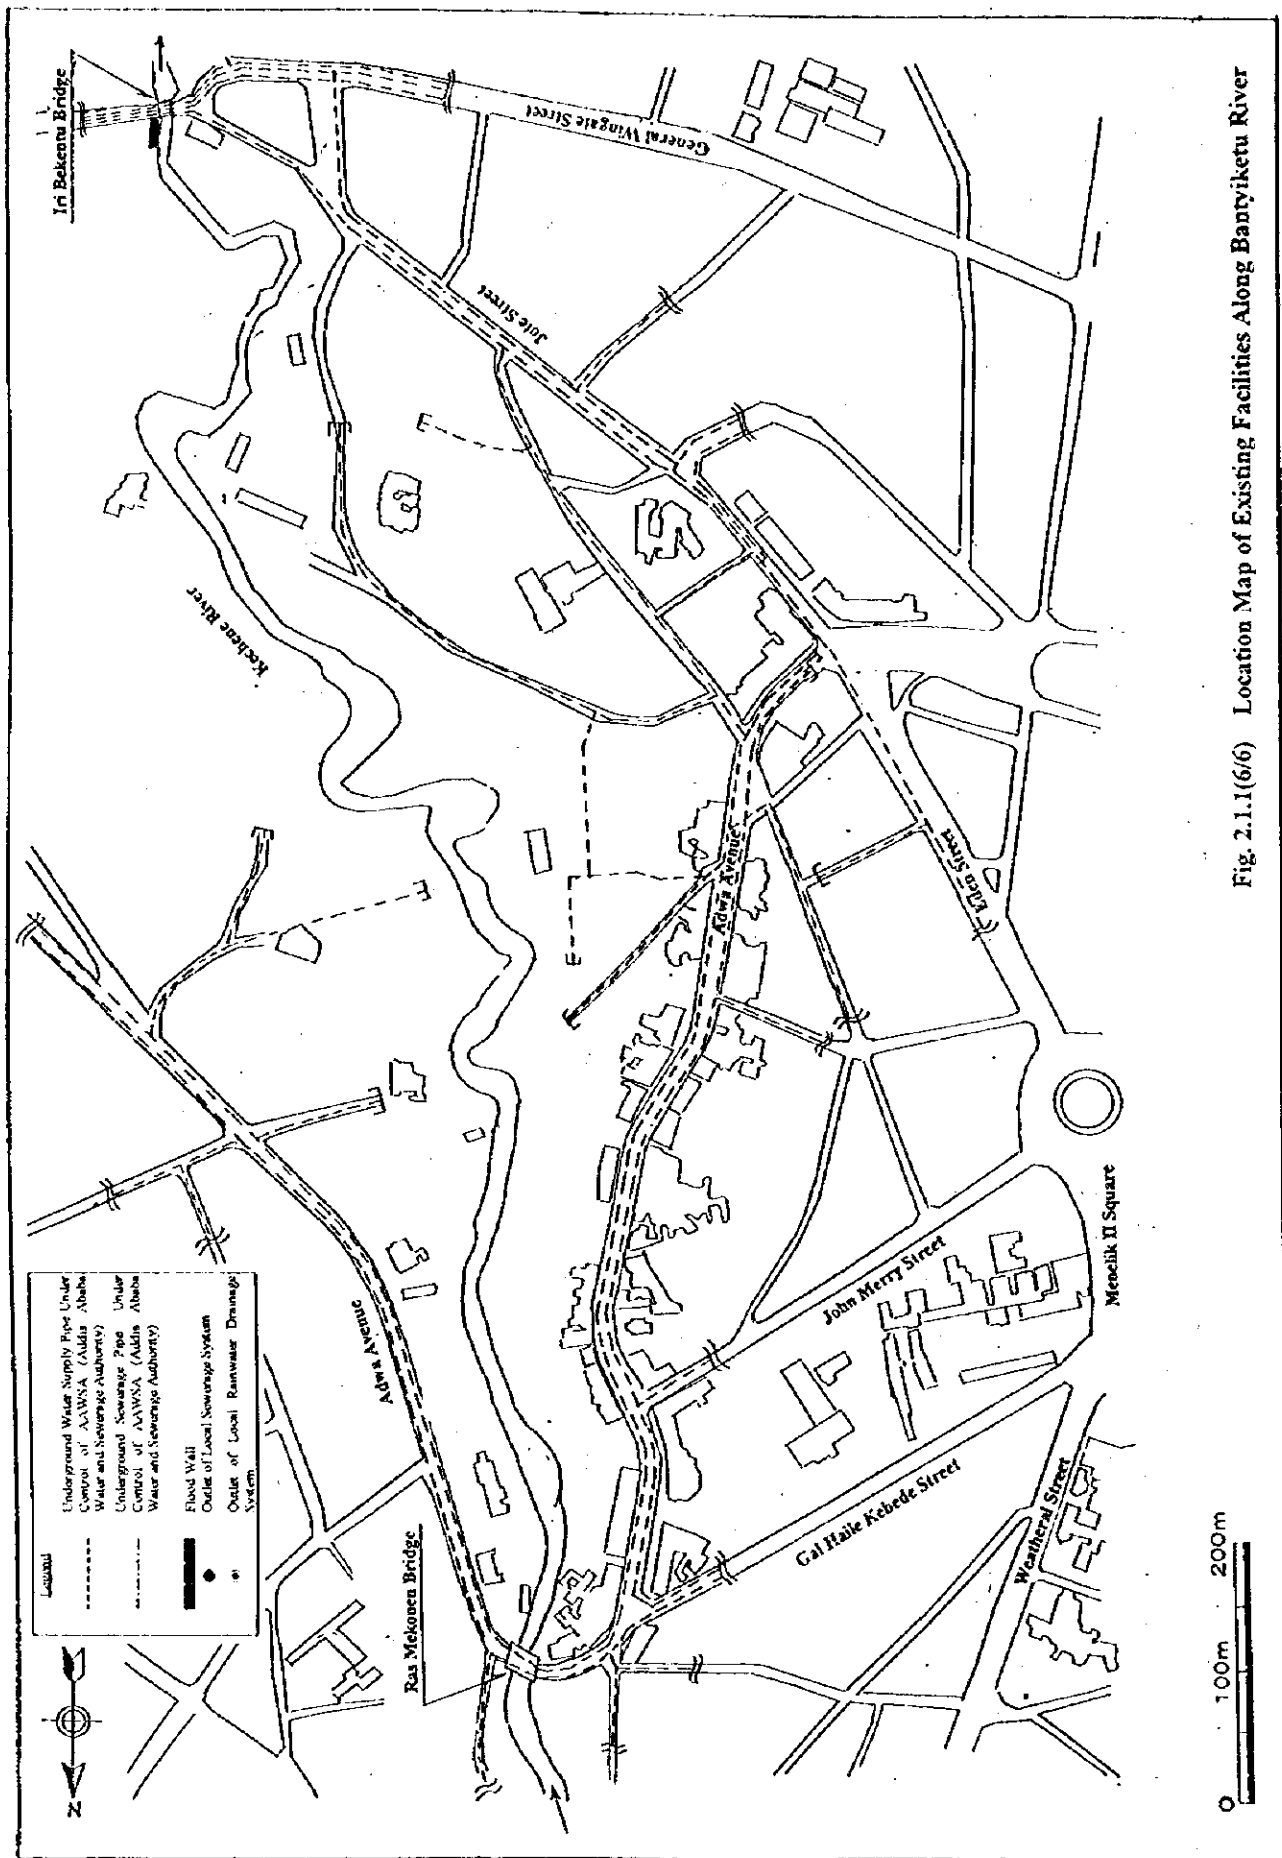 Iri Bekentu Bridge
General Wingate Street
Jote Street
Kechene River
Adwa Avenue
Eden Street
Adwa Avenue
Ras Mekonen Bridge
John Merry Street
Menelik II Square
Gal Haile Kebede Street
Weatheral Street
N
Legend
Underground Water Supply Pipe Under
Control of AAWSA (Addis Ababa
Water and Sewerage Authority)
Underground Sewerage Pipe Under
Control of AAWSA (Addis Ababa
Water and Sewerage Authority)
Flood Wall
Outlet of Local Sewerage System
Outlet of Local Rainwater Drainage
System
0 100m 200m
Fig. 2.1.1(6/6) Location Map of Existing Facilities Along Bantyiketu River